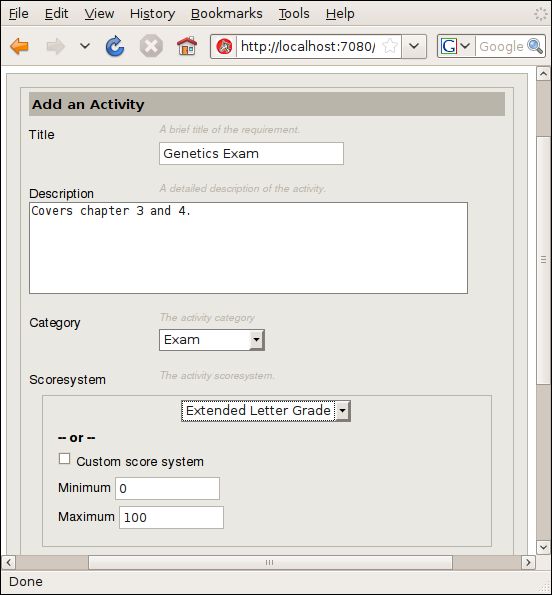 File Edit View History Bookmarks Tools Help
http://localhost:7080/ G Google
Add an Activity
Title A brief title of the requirement.
Genetics Exam
Description A detailed description of the activity.
Covers chapter 3 and 4.
Category The activity category
Exam
Scoresystem The activity scoresystem.
Extended Letter Grade
-- or --
Custom score system
Minimum 0
Maximum 100
Done